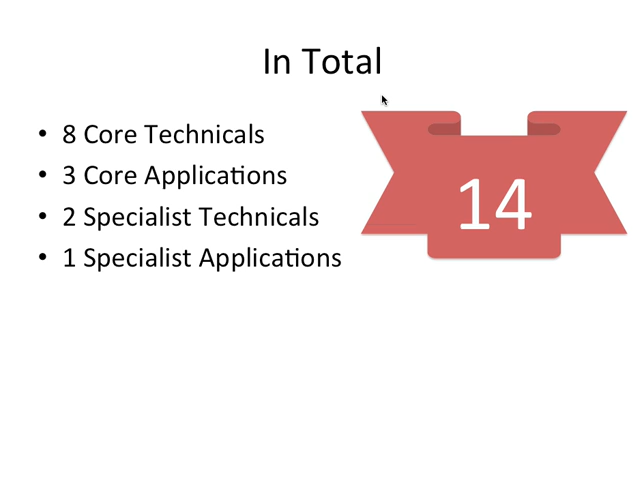 In Total
• 8 Core Technicals
• 3 Core Applications
• 2 Specialist Technicals
• 1 Specialist Applications
14